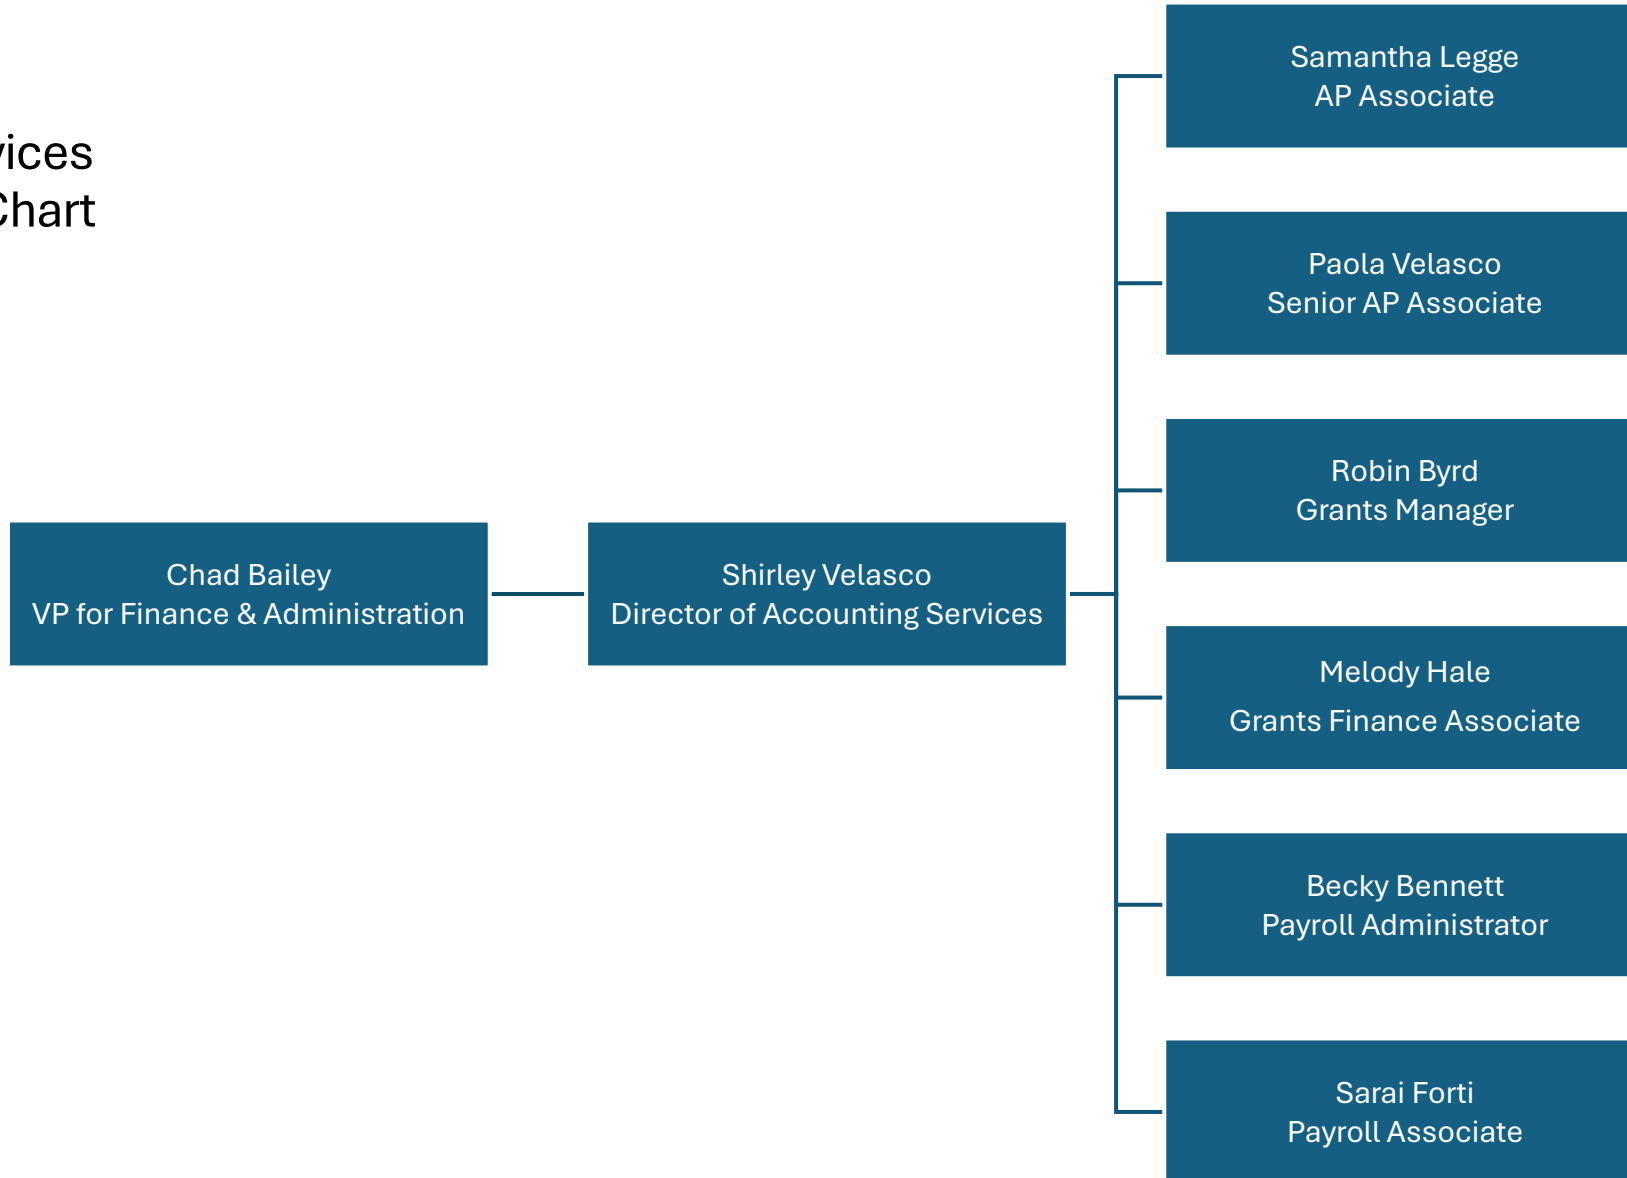 Chart
Samantha Legge
AP Associate
Paola Velasco
Senior AP Associate
Robin Byrd
Grants Manager
Chad Bailey
VP for Finance & Administration
Shirley Velasco
Director of Accounting Services
Melody Hale
Grants Finance Associate
Becky Bennett
Payroll Administrator
Sarai Forti
Payroll Associate